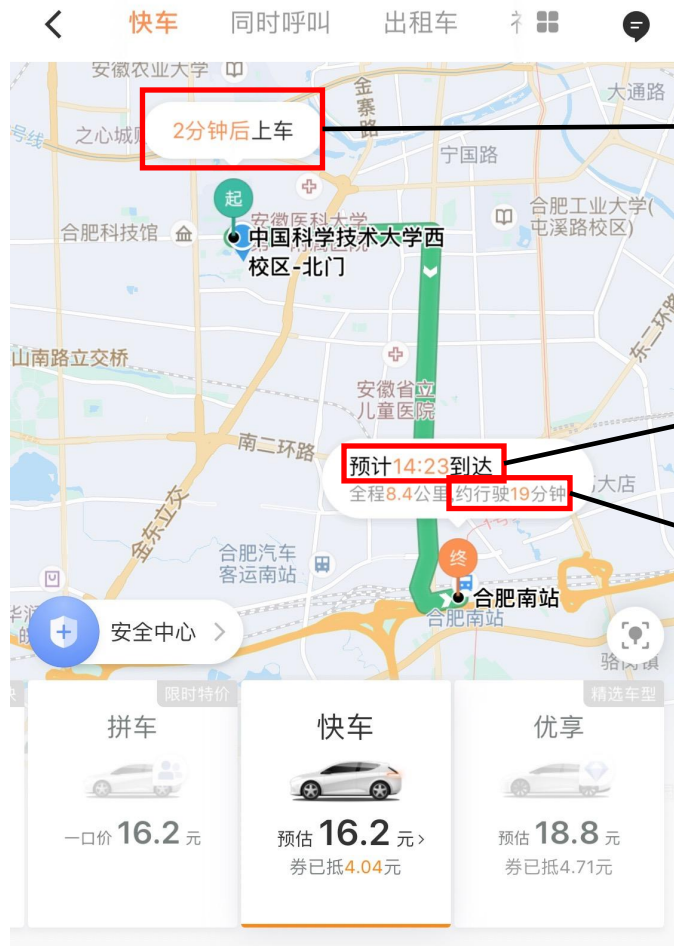 快车
同时呼叫
出租车
安徽农业大学
金寨路
大通路
号线
之心城
2分钟后上车
宁国路
起
安徽医科大学
合肥工业大学(
屯溪路校区)
合肥科技馆
中国科学技术大学西
校区-北门
东二环路
山南路立交桥
安徽省立
儿童医院
南二环路
预计14:23到达
全程8.4公里,约行驶19分钟
大店
金东立交
1号
合肥汽车
客运南站
终
合肥南站
合肥南站
安全中心
骆岗镇
限时特价
精选车型
拼车
快车
优享
一口价 16.2 元
预估 16.2 元
预估 18.8 元
券已抵4.04元
券已抵4.71元